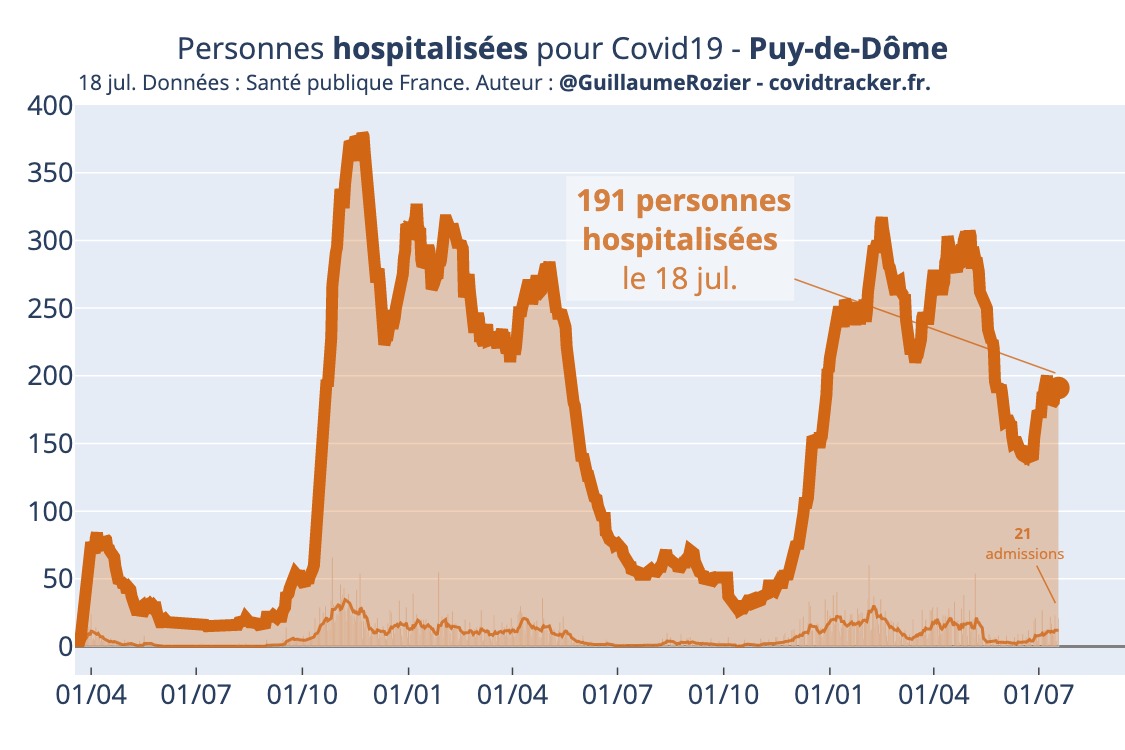 Personnes hospitalisées pour Covid19 - Puy-de-Dôme
18 jul. Données : Santé publique France. Auteur : @GuillaumeRozier - covidtracker.fr.
400
350
300
250
200
150
100
50
0
191 personnes
hospitalisées
le 18 jul.
21
admissions
01/04 01/07 01/10 01/01 01/04 01/07 01/10 01/01 01/04 01/07